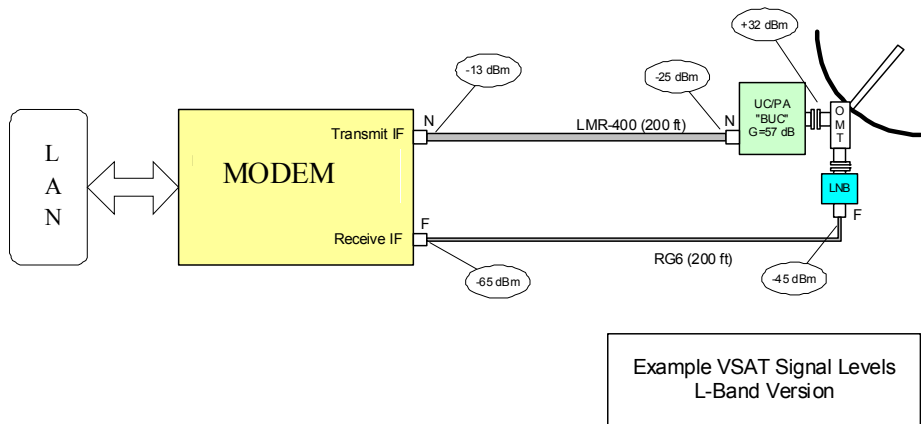 +32 dBm
-13 dBm
-25 dBm
UC/PA
"BUC"
G=57 dB
O
M
T
N
N
LMR-400 (200 ft)
Transmit IF
L
A
N
MODEM
LNB
F
F
Receive IF
RG6 (200 ft)
-65 dBm
-45 dBm
Example VSAT Signal Levels
L-Band Version